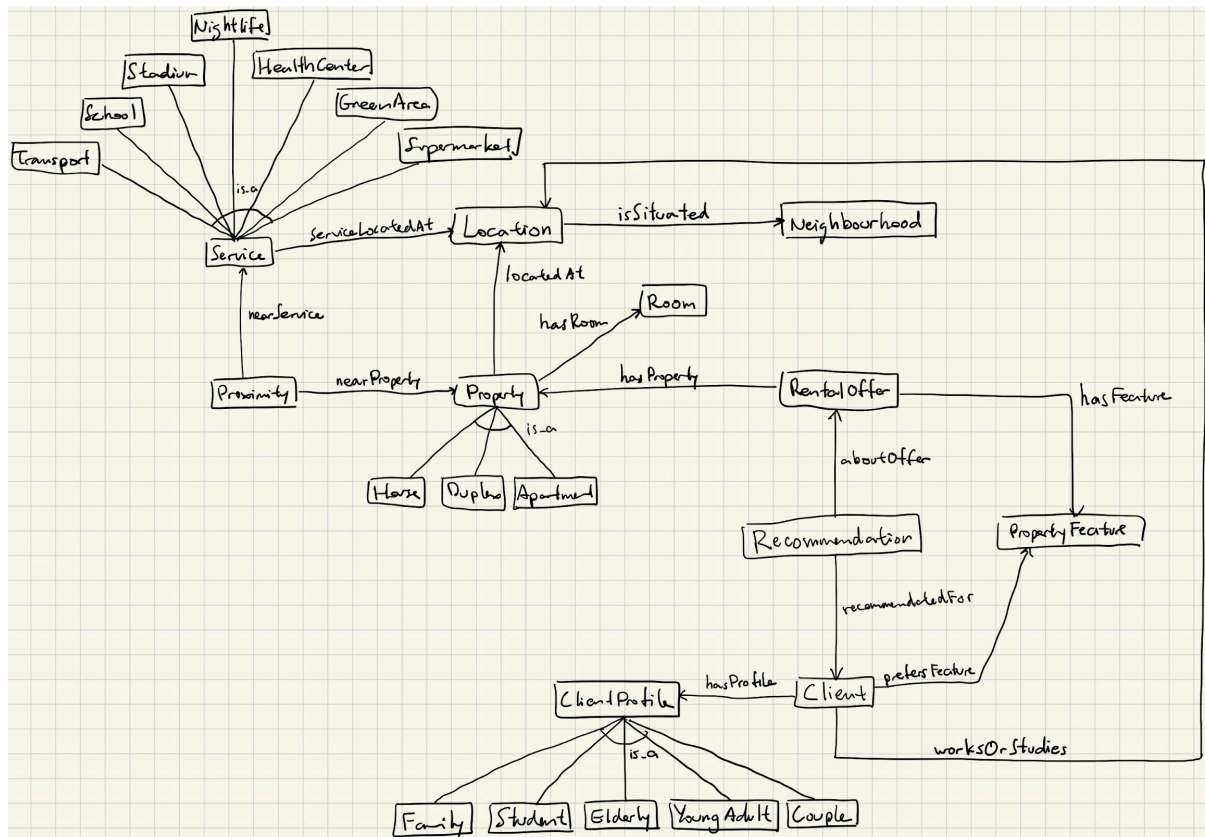 Nightlife
Stadium
HealthCenter
School
GreenArea
Transport
Supermarket
is_a
Service
serviceLocatedAt
Location
isSituated
Neighbourhood
locatedAt
nearService
hasRoom
Room
Proximity
nearProperty
Property
hasProperty
RentalOffer
hasFeature
is_a
aboutOffer
House
Duplex
Apartment
Recommendation
PropertyFeature
recommendatedFor
ClientProfile
hasProfile
Client
prefersFeature
is_a
worksOrStudies
Family
Student
Elderly
YoungAdult
Couple